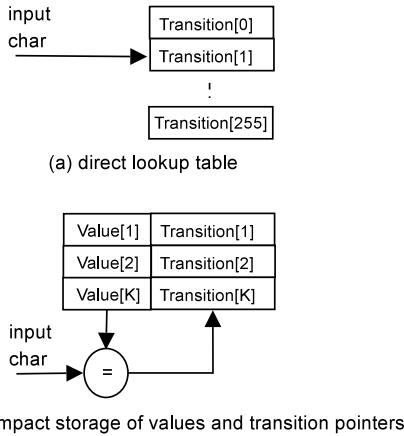 input
char
Transition[0]
Transition[1]
Transition[255]
(a) direct lookup table
Value[1] Transition[1]
Value[2] Transition[2]
Value[K] Transition[K]
input
char
=
mpact storage of values and transition pointers